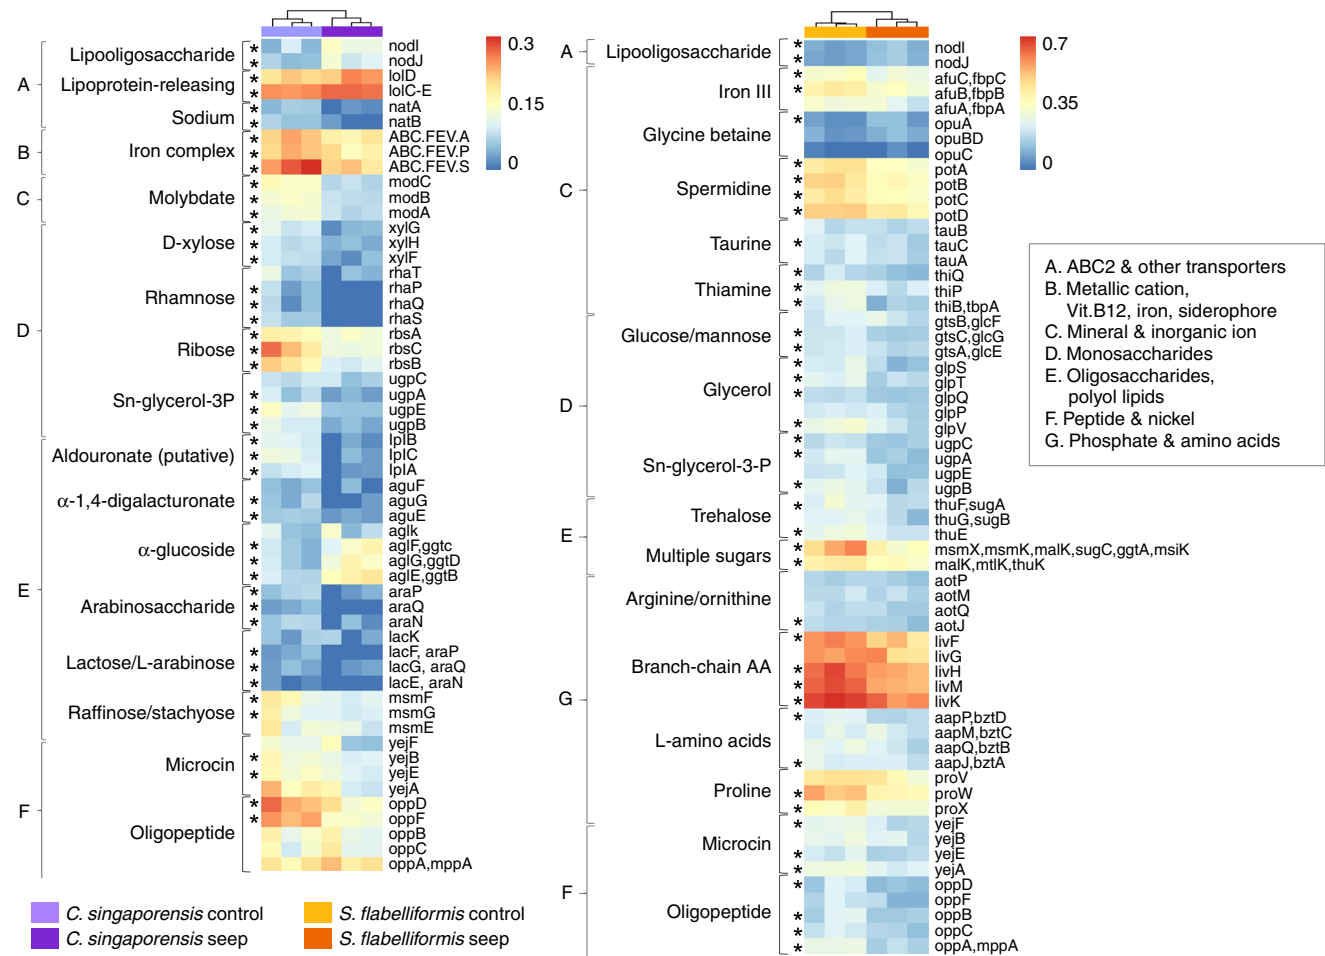 A
Lipooligosaccharide
* nodI
* nodJ
Lipoprotein-releasing
* lolD
* lolC-E
Sodium
* natA
* natB
B
Iron complex
* ABC.FEV.A
* ABC.FEV.P
* ABC.FEV.S
C
Molybdate
* modC
* modB
* modA
D
D-xylose
* xylG
* xylH
* xylF
Rhamnose
rhaT
* rhaP
* rhaQ
* rhaS
Ribose
* rbsA
* rbsC
* rbsB
Sn-glycerol-3P
ugpC
* ugpA
* ugpE
* ugpB
E
Aldouronate (putative)
* lplB
* lplC
* lplA
α-1,4-digalacturonate
aguF
* aguG
* aguE
α-glucoside
aglk
* aglF,ggtc
* aglG,ggtD
* aglE,ggtB
Arabinosaccharide
* araP
* araQ
* araN
Lactose/L-arabinose
lacK
* lacF, araP
* lacG, araQ
* lacE, araN
Raffinose/stachyose
* msmF
* msmG
msmE
F
Microcin
yejF
* yejB
* yejE
yejA
Oligopeptide
* oppD
* oppF
oppB
oppC
oppA,mppA
0.3
0.15
0
A
Lipooligosaccharide
* nodI
nodJ
C
Iron III
* afuC,fbpC
* afuB,fbpB
afuA,fbpA
Glycine betaine
* opuA
opuBD
opuC
Spermidine
* potA
* potB
* potC
* potD
Taurine
tauB
* tauC
tauA
Thiamine
* thiQ
* thiP
* thiB,tbpA
D
Glucose/mannose
gtsB,glcF
* gtsC,glcG
* gtsA,glcE
Glycerol
* glpS
* glpT
* glpQ
glpP
* glpV
Sn-glycerol-3-P
* ugpC
* ugpA
ugpE
* ugpB
E
Trehalose
* thuF,sugA
thuG,sugB
* thuE
Multiple sugars
* msmX,msmK,malK,sugC,ggtA,msiK
* malK,mtlK,thuK
G
Arginine/ornithine
aotP
aotM
aotQ
* aotJ
Branch-chain AA
* livF
livG
* livH
* livM
* livK
L-amino acids
* aapP,bztD
aapM,bztC
aapQ,bztB
* aapJ,bztA
Proline
proV
* proW
* proX
F
Microcin
* yejF
yejB
* yejE
* yejA
Oligopeptide
* oppD
oppF
* oppB
* oppC
* oppA,mppA
0.7
0.35
0
A. ABC2 & other transporters
B. Metallic cation,
Vit.B12, iron, siderophore
C. Mineral & inorganic ion
D. Monosaccharides
E. Oligosaccharides,
polyol lipids
F. Peptide & nickel
G. Phosphate & amino acids
C. singaporensis control
C. singaporensis seep
S. flabelliformis control
S. flabelliformis seep